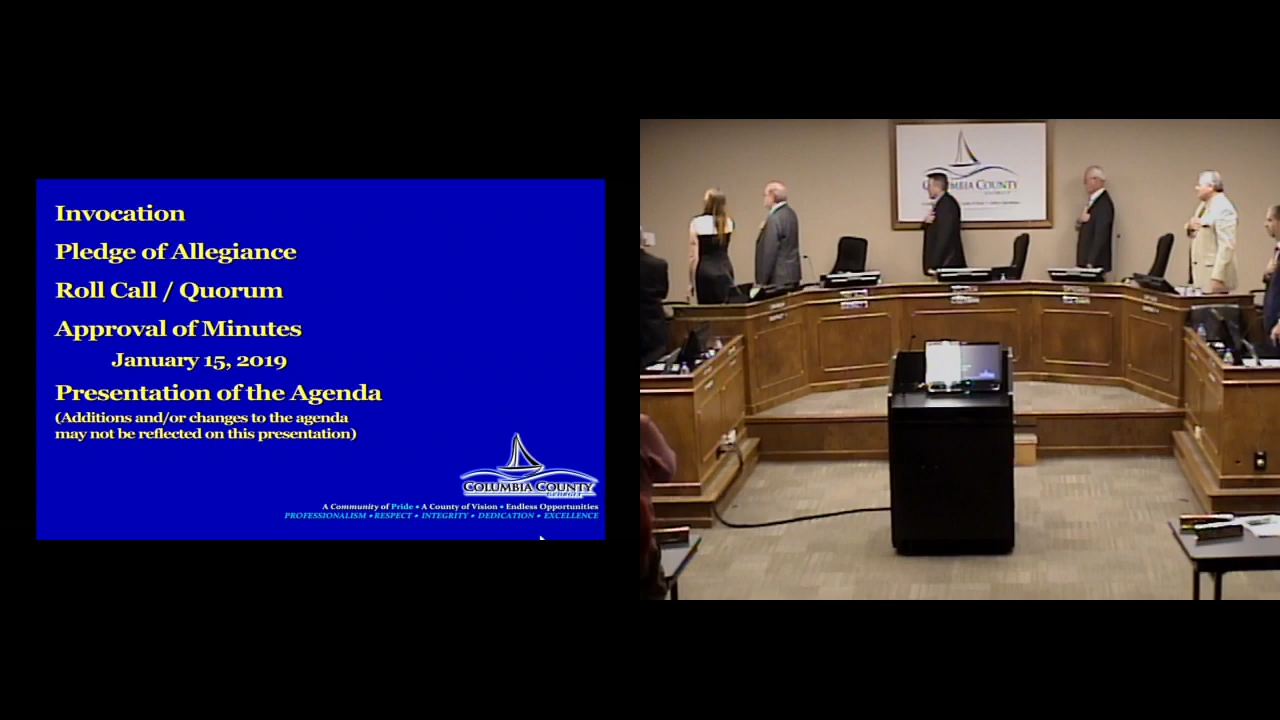 Invocation
Pledge of Allegiance
Roll Call / Quorum
Approval of Minutes
January 15, 2019
Presentation of the Agenda
(Additions and/or changes to the agenda
may not be reflected on this presentation)
COLUMBIA COUNTY
GEORGIA
A Community of Pride • A County of Vision • Endless Opportunities
PROFESSIONALISM • RESPECT • INTEGRITY • DEDICATION • EXCELLENCE
COUNTY